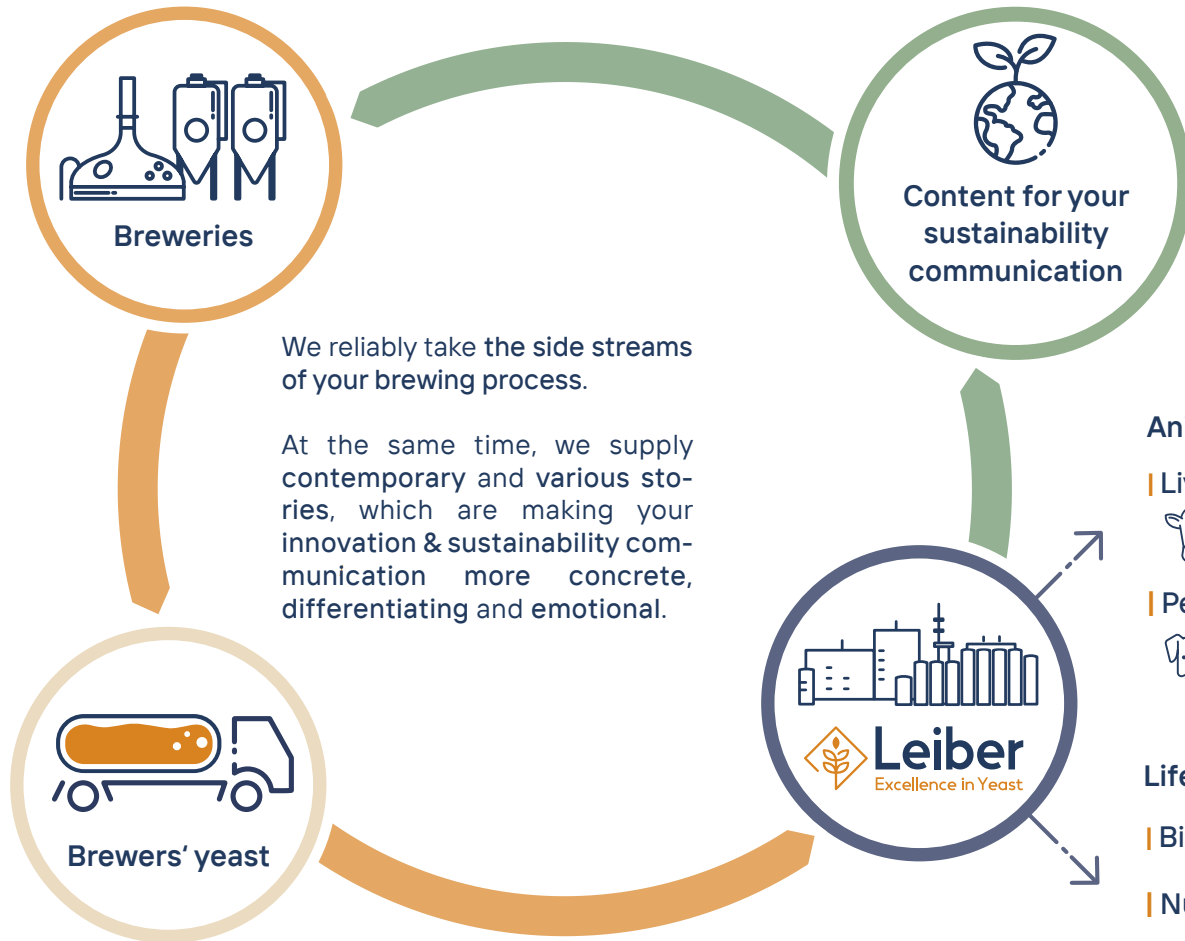 Breweries
Content for your
sustainability
communication
We reliably take the side streams
of your brewing process.
At the same time, we supply
contemporary and various sto-
ries, which are making your
innovation & sustainability com-
munication more concrete,
differentiating and emotional.
Leiber
Excellence in Yeast
Brewers‘ yeast
Life